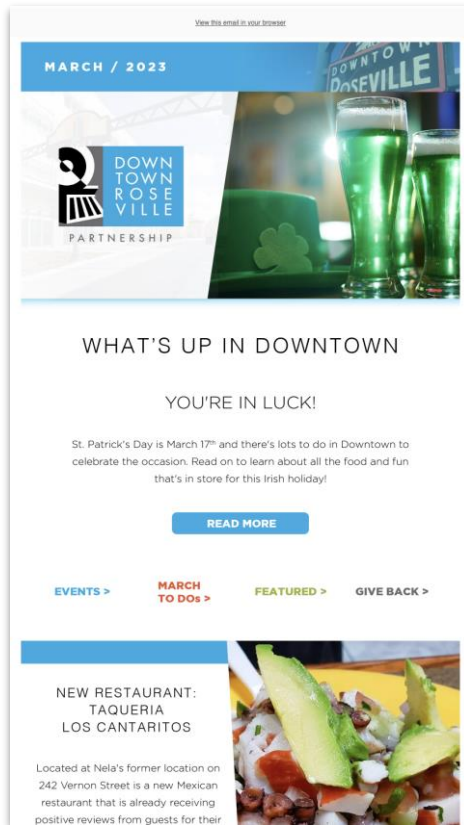 View this email in your browser
MARCH / 2023
DOWNTOWN
ROSEVILLE
DOWN
TOWN
ROSE
VILLE
PARTNERSHIP
WHAT'S UP IN DOWNTOWN
YOU'RE IN LUCK!
St. Patrick's Day is March 17th and there's lots to do in Downtown to
celebrate the occasion. Read on to learn about all the food and fun
that's in store for this Irish holiday!
READ MORE
EVENTS >
MARCH
TO DOs >
FEATURED >
GIVE BACK >
NEW RESTAURANT:
TAQUERIA
LOS CANTARITOS
Located at Nela's former location on
242 Vernon Street is a new Mexican
restaurant that is already receiving
positive reviews from guests for their